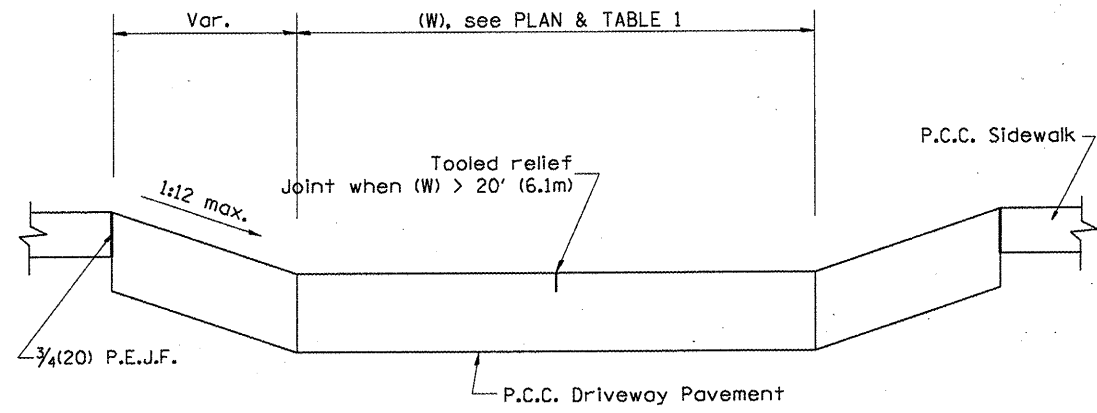 Var.
(W), see PLAN & TABLE 1
P.C.C. Sidewalk
Tooled relief
Joint when (W) > 20' (6.1m)
1:12 max.
3/4(20) P.E.J.F.
P.C.C. Driveway Pavement